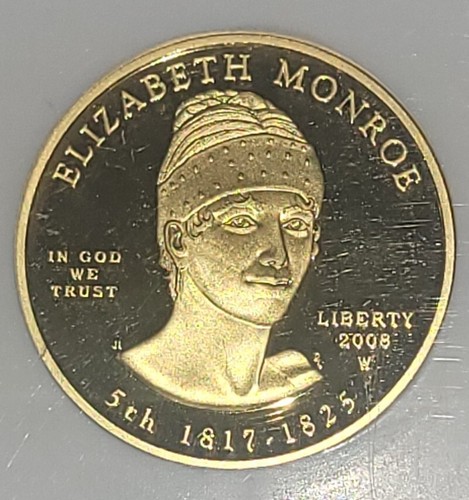 ELIZABETH MONROE
IN GOD
WE
TRUST
LIBERTY
2008
W
5th 1817-1825